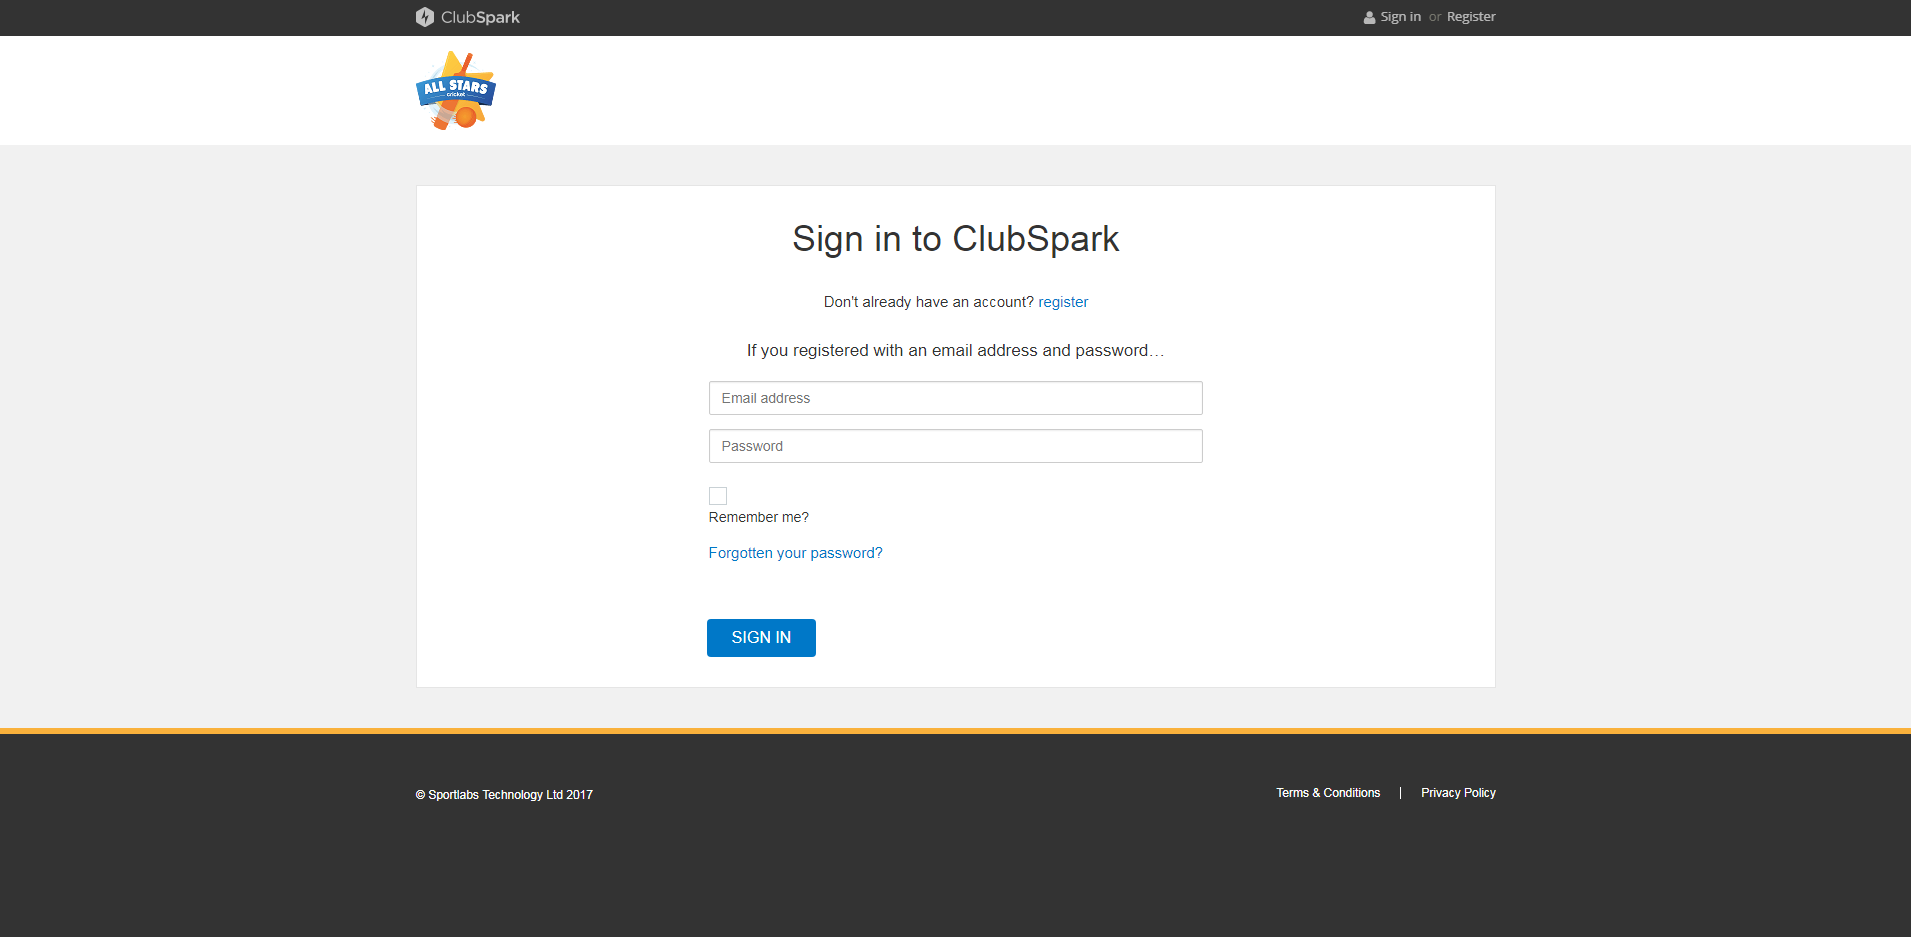 ClubSpark
Sign in or Register
ALL STARS
cricket
Sign in to ClubSpark
Don't already have an account? register
If you registered with an email address and password…
Email address
Password
Remember me?
Forgotten your password?
SIGN IN
© Sportlabs Technology Ltd 2017
Terms & Conditions | Privacy Policy